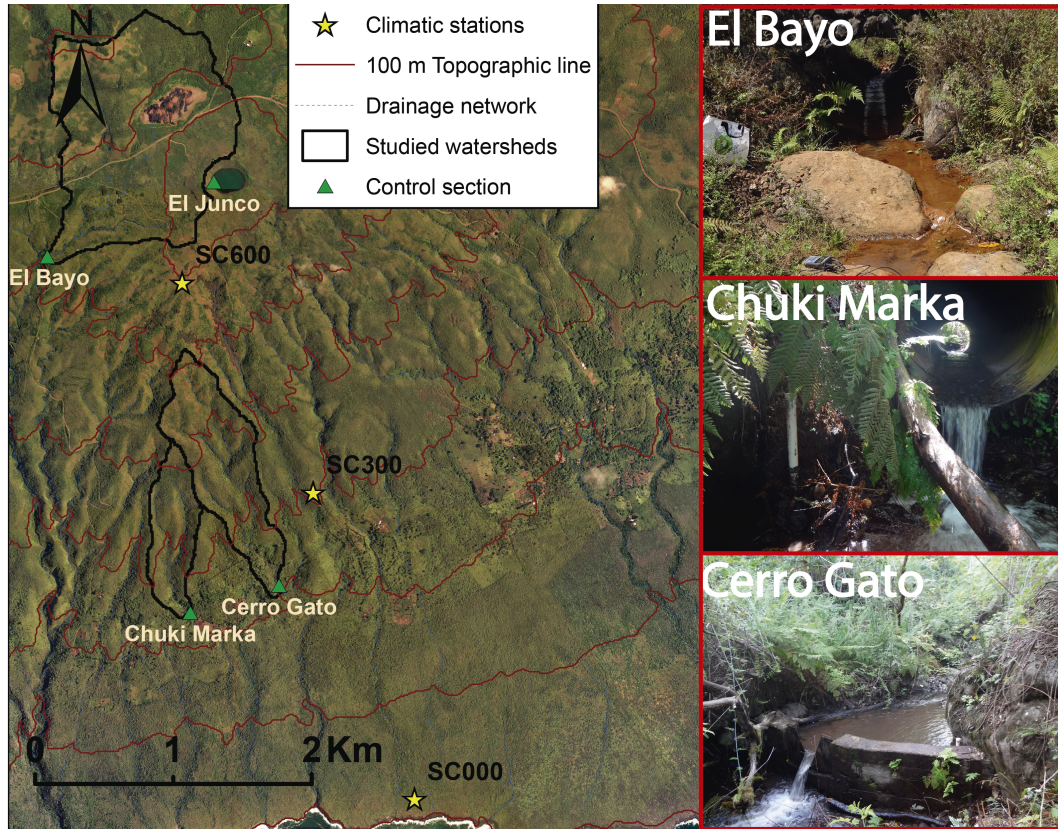 N
Climatic stations
100 m Topographic line
Drainage network
Studied watersheds
Control section
El Junco
SC600
El Bayo
SC300
Cerro Gato
Chuki Marka
0 1 2 Km
SC000
El Bayo
Chuki Marka
Cerro Gato